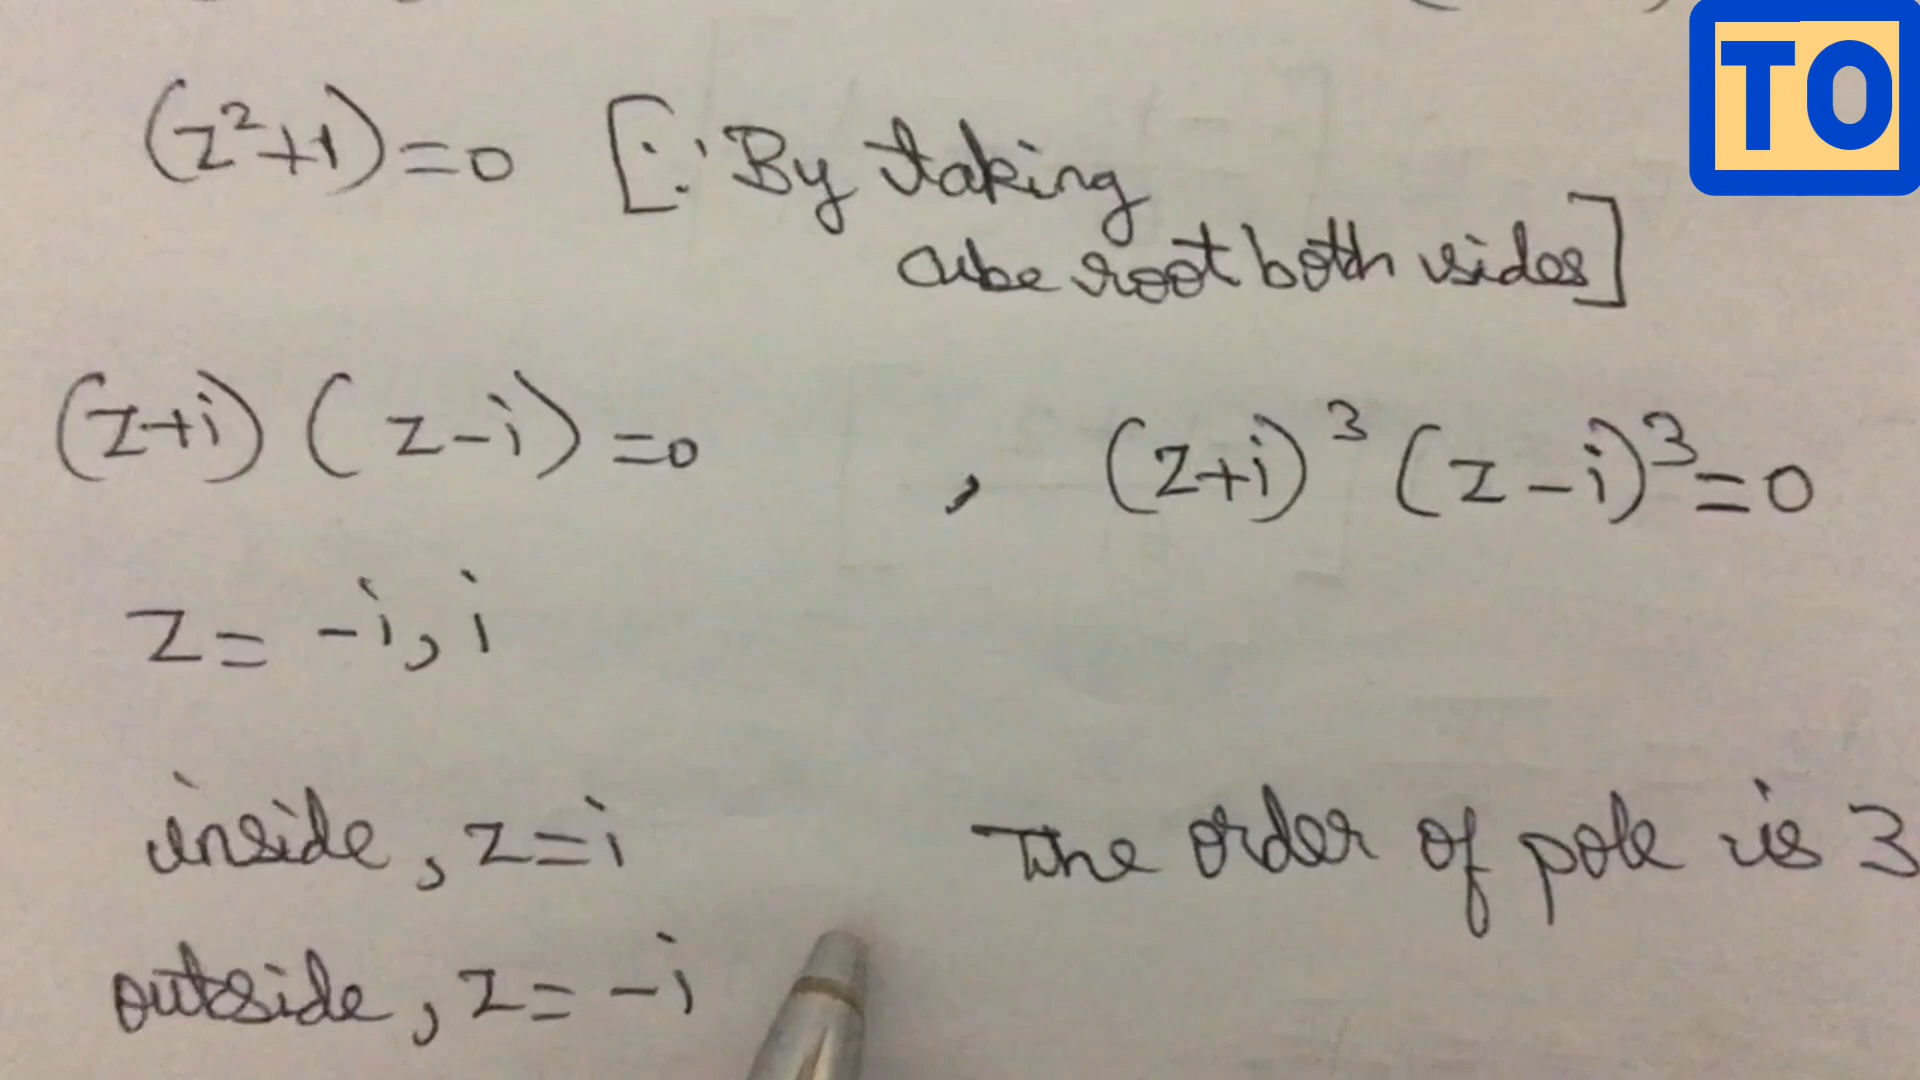 TO
(z²+1)=0 [∵ By taking
cube root both sides]
(z+i) (z-i)=0 , (z+i)³ (z-i)³=0
z= -i, i
inside, z=i The order of pole is 3
outside, z= -i